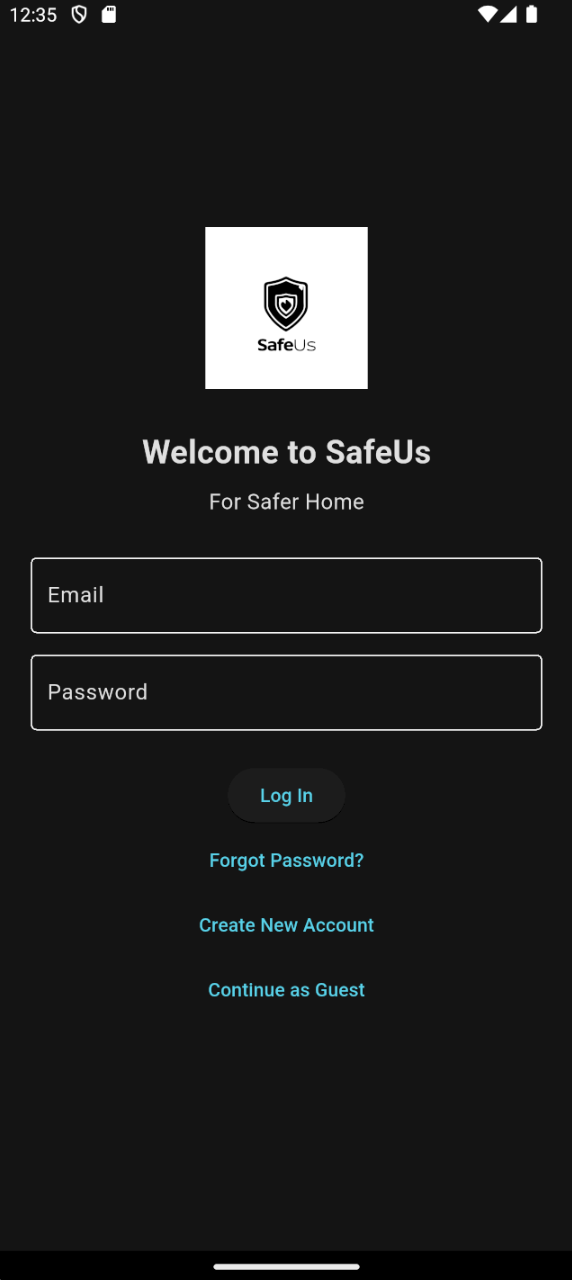 12:35
SafeUs
Welcome to SafeUs
For Safer Home
Email
Password
Log In
Forgot Password?
Create New Account
Continue as Guest